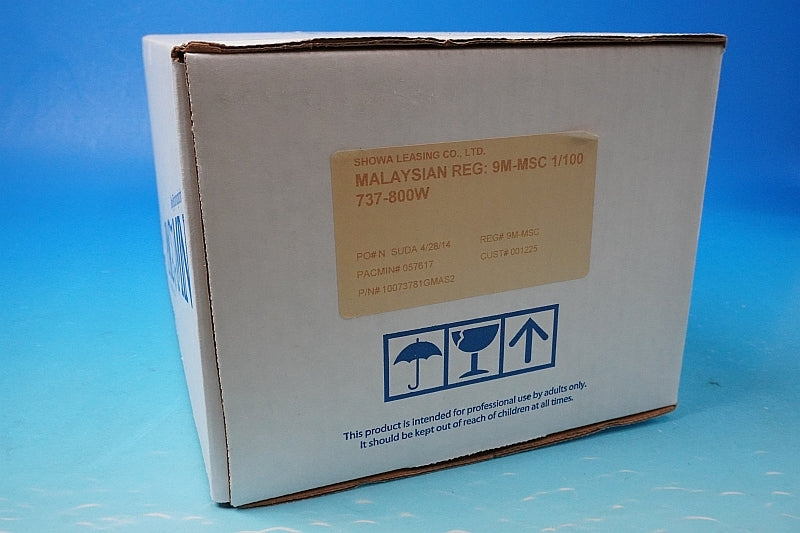 SHOWA LEASING CO., LTD.
MALAYSIAN REG: 9M-MSC 1/100
737-800W
PO# N SUDA 4/28/14
REG# 9M-MSC
PACMIN# 057617
CUST# 001225
P/N# 10073781GMAS2
This product is intended for professional use by adults only.
It should be kept out of reach of children at all times.